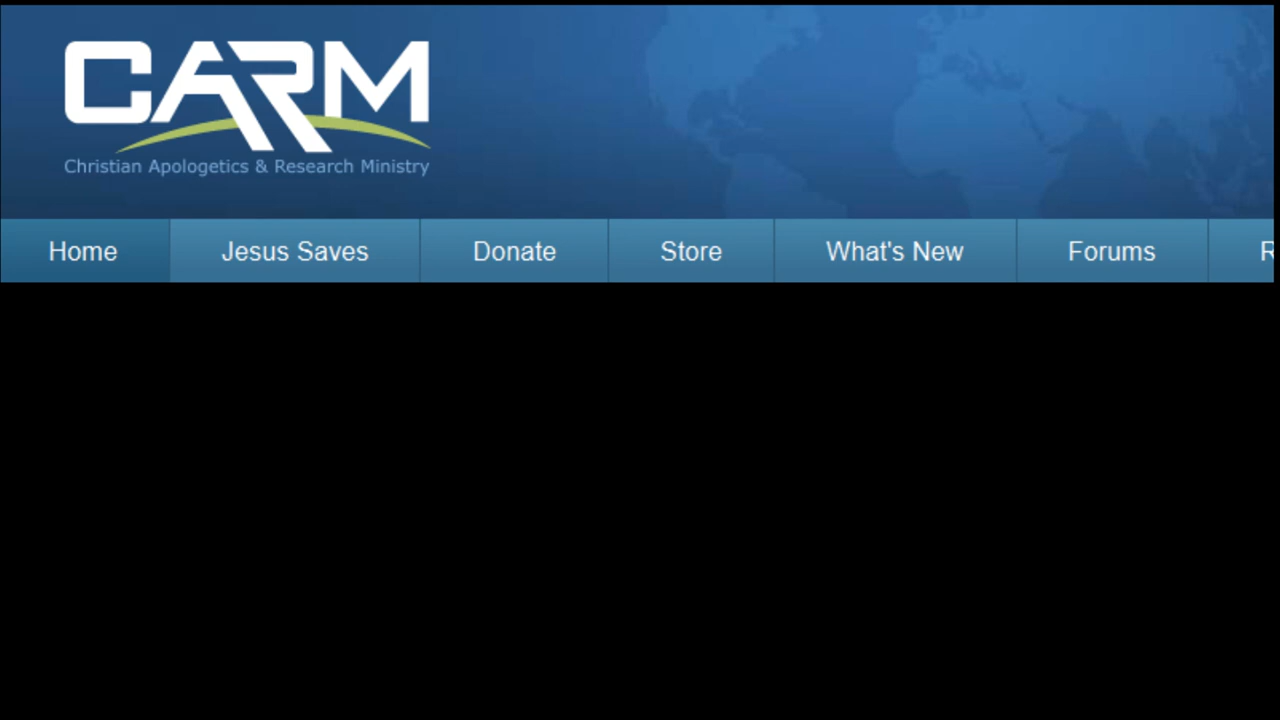 CARM
Christian Apologetics & Research Ministry
Home Jesus Saves Donate Store What's New Forums